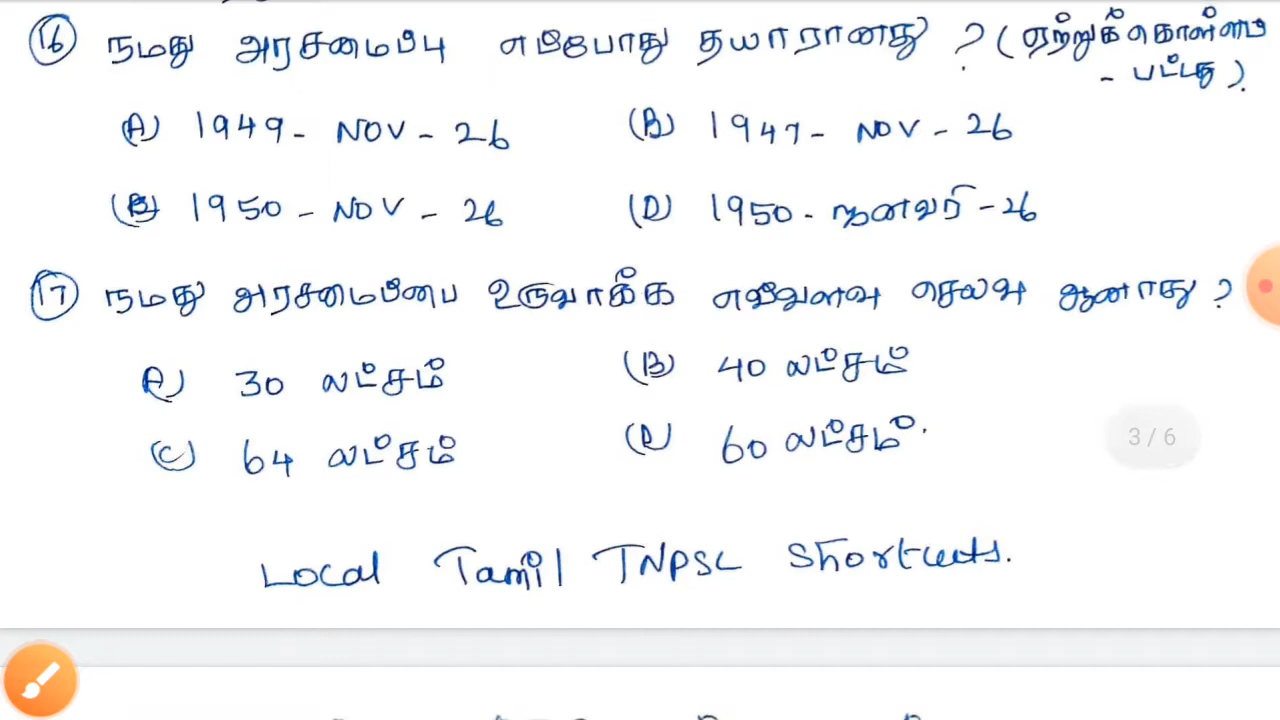 16 நமது அரசமைப்பு எப்போது தயாரானது ? ( ஏற்றுக்கொள்ளப்
- பட்டது ).
(A) 1949 - NOV - 26 (B) 1947 - NOV - 26
(B) 1950 - NOV - 26 (D) 1950 - ஜனவரி - 26
17 நமது அரசமைப்பை உருவாக்க எவ்வளவு செலவு ஆனாது ?
A) 30 லட்சம் (B) 40 லட்சம்
(C) 64 லட்சம் (D) 60 லட்சம்.
3 / 6
Local Tamil TNPSC Shortcuts.